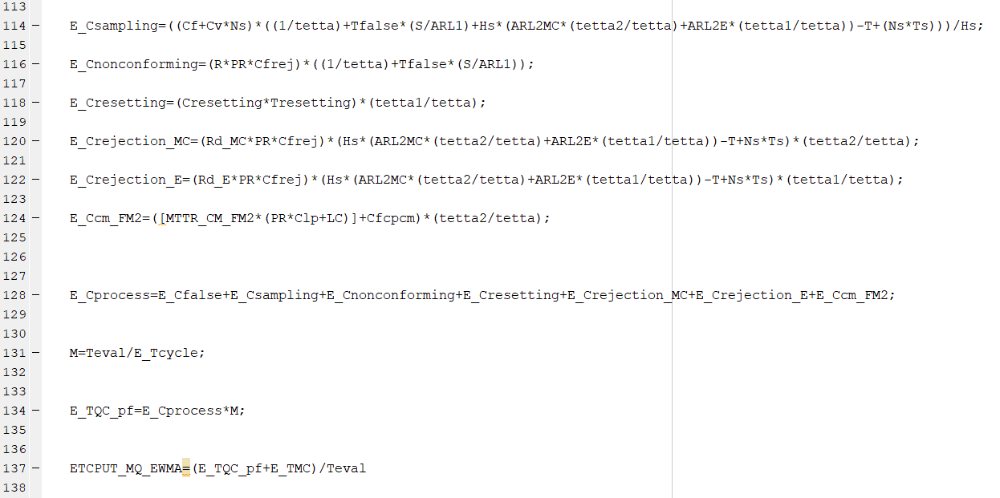 113
114 – E_Csampling=((Cf+Cv*Ns)*((1/tetta)+Tfalse*(S/ARL1)+Hs*(ARL2MC*(tetta2/tetta)+ARL2E*(tetta1/tetta))-T+(Ns*Ts)))/Hs;
115
116 – E_Cnonconforming=(R*PR*Cfrej)*((1/tetta)+Tfalse*(S/ARL1));
117
118 – E_Cresetting=(Cresetting*Tresetting)*(tetta1/tetta);
119
120 – E_Crejection_MC=(Rd_MC*PR*Cfrej)*(Hs*(ARL2MC*(tetta2/tetta)+ARL2E*(tetta1/tetta))-T+Ns*Ts)*(tetta2/tetta);
121
122 – E_Crejection_E=(Rd_E*PR*Cfrej)*(Hs*(ARL2MC*(tetta2/tetta)+ARL2E*(tetta1/tetta))-T+Ns*Ts)*(tetta1/tetta);
123
124 – E_Ccm_FM2=([MTTR_CM_FM2*(PR*Clp+LC)]+Cfcpcm)*(tetta2/tetta);
125
126
127
128 – E_Cprocess=E_Cfalse+E_Csampling+E_Cnonconforming+E_Cresetting+E_Crejection_MC+E_Crejection_E+E_Ccm_FM2;
129
130
131 – M=Teval/E_Tcycle;
132
133
134 – E_TQC_pf=E_Cprocess*M;
135
136
137 – ETCPUT_MQ_EWMA=(E_TQC_pf+E_TMC)/Teval
138